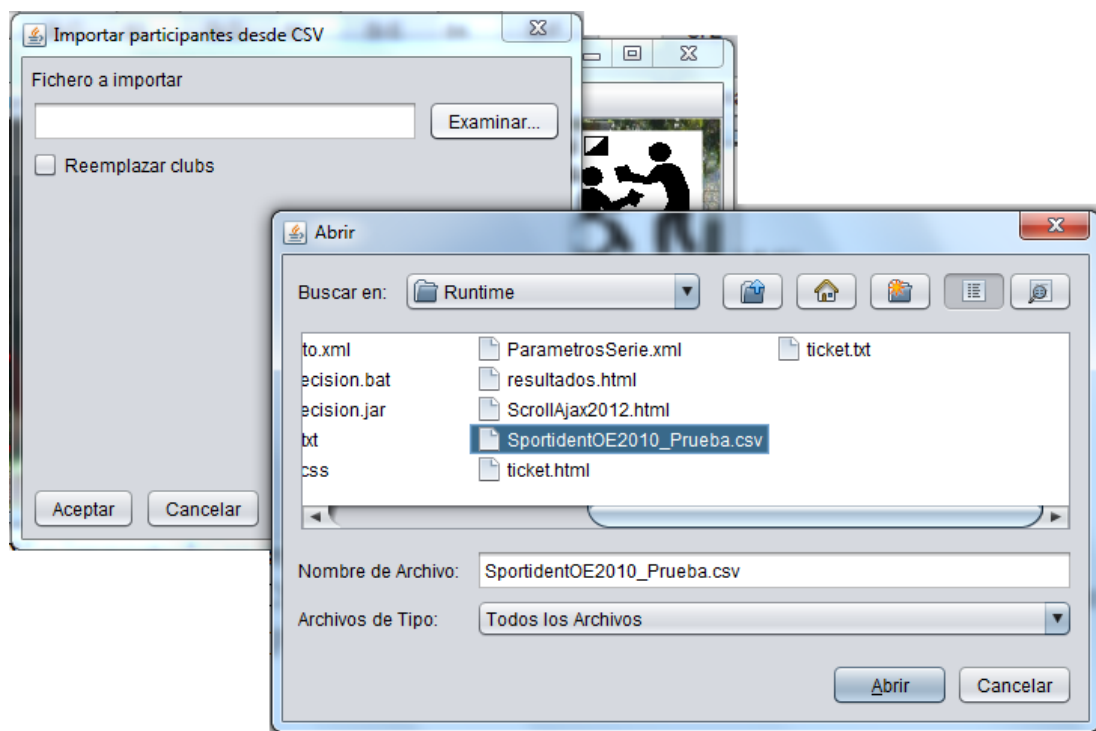 Importar participantes desde CSV
Fichero a importar
Examinar...
Reemplazar clubs
Aceptar
Cancelar
Abrir
Buscar en:
Runtime
to.xml
ecision.bat
ecision.jar
txt
css
ParametrosSerie.xml
resultados.html
ScrollAjax2012.html
SportidentOE2010_Prueba.csv
ticket.html
ticket.txt
Nombre de Archivo:
SportidentOE2010_Prueba.csv
Archivos de Tipo:
Todos los Archivos
Abrir
Cancelar